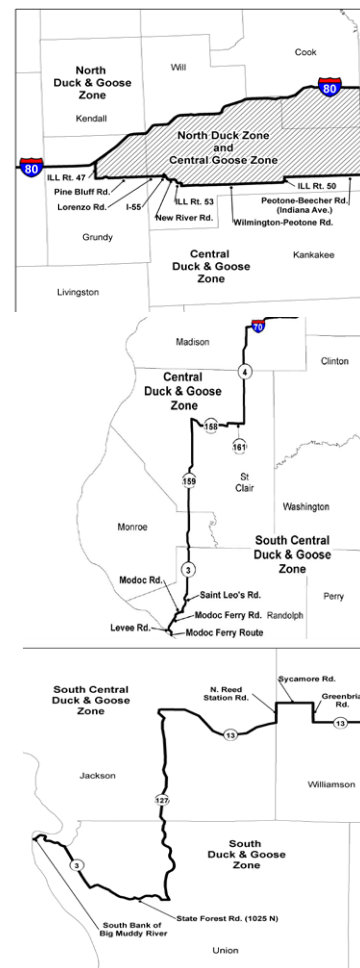 Cook
Will
North
Duck & Goose
Zone
Kendall
80
North Duck Zone
and
Central Goose Zone
80
ILL Rt. 47
Pine Bluff Rd.
Lorenzo Rd.
I-55
New River Rd.
ILL Rt. 53
ILL Rt. 50
Peotone-Beecher Rd.
(Indiana Ave.)
Wilmington-Peotone Rd.
Grundy
Central
Duck & Goose
Zone
Kankakee
Livingston
70
Madison
Clinton
Central
Duck & Goose
Zone
4
158
161
159
St
Clair
Washington
Monroe
South Central
Duck & Goose
Zone
3
Modoc Rd.
Saint Leo's Rd.
Perry
Modoc Ferry Rd.
Randolph
Levee Rd.
Modoc Ferry Route
South Central
Duck & Goose
Zone
N. Reed
Station Rd.
Sycamore Rd.
Greenbria
Rd.
13
13
Jackson
Williamson
127
South
Duck & Goose
Zone
3
State Forest Rd. (1025 N)
South Bank of
Big Muddy River
Union